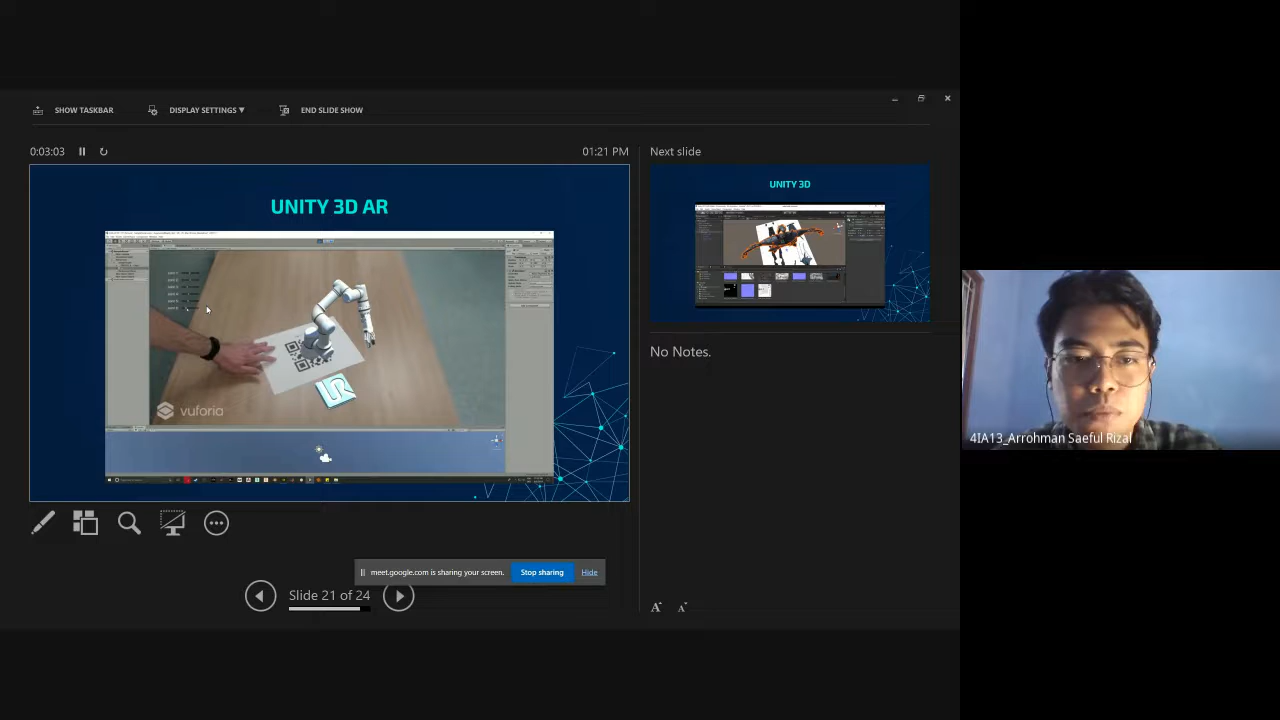 SHOW TASKBAR
DISPLAY SETTINGS ▼
END SLIDE SHOW
0:03:03
01:21 PM
Next slide
UNITY 3D AR
UNITY 3D
vuforia
UR
No Notes.
4IA13_Arrohman Saeful Rizal
meet.google.com is sharing your screen.
Stop sharing
Hide
Slide 21 of 24
A
A